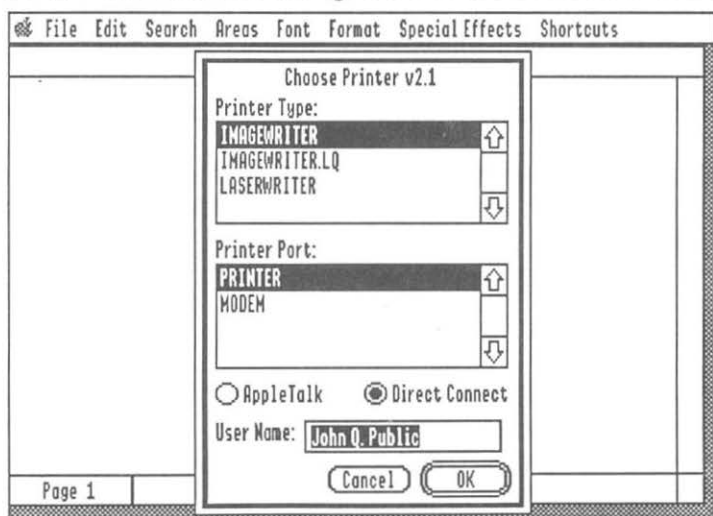 File Edit Search Areas Font Format Special Effects Shortcuts
Choose Printer v2.1
Printer Type:
IMAGEWRITER
IMAGEWRITER.LQ
LASERWRITER
Printer Port:
PRINTER
MODEM
AppleTalk Direct Connect
User Name: John Q. Public
Cancel OK
Page 1